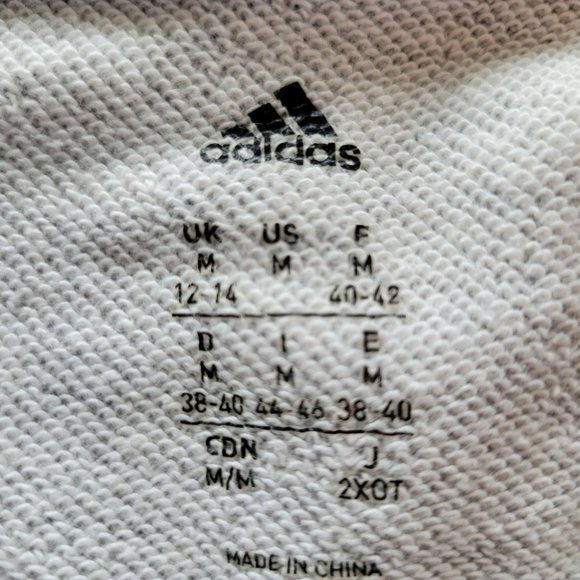 adidas
UK US F
M M M
12-14 40-42
D I E
M M M
38-40 44-46 38-40
CDN J
M/M 2XOT
MADE IN CHINA